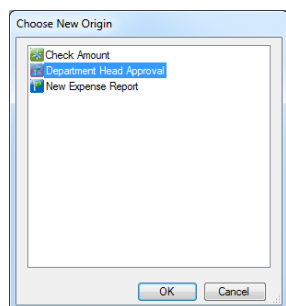 Choose New Origin
Check Amount
Department Head Approval
New Expense Report
OK
Cancel